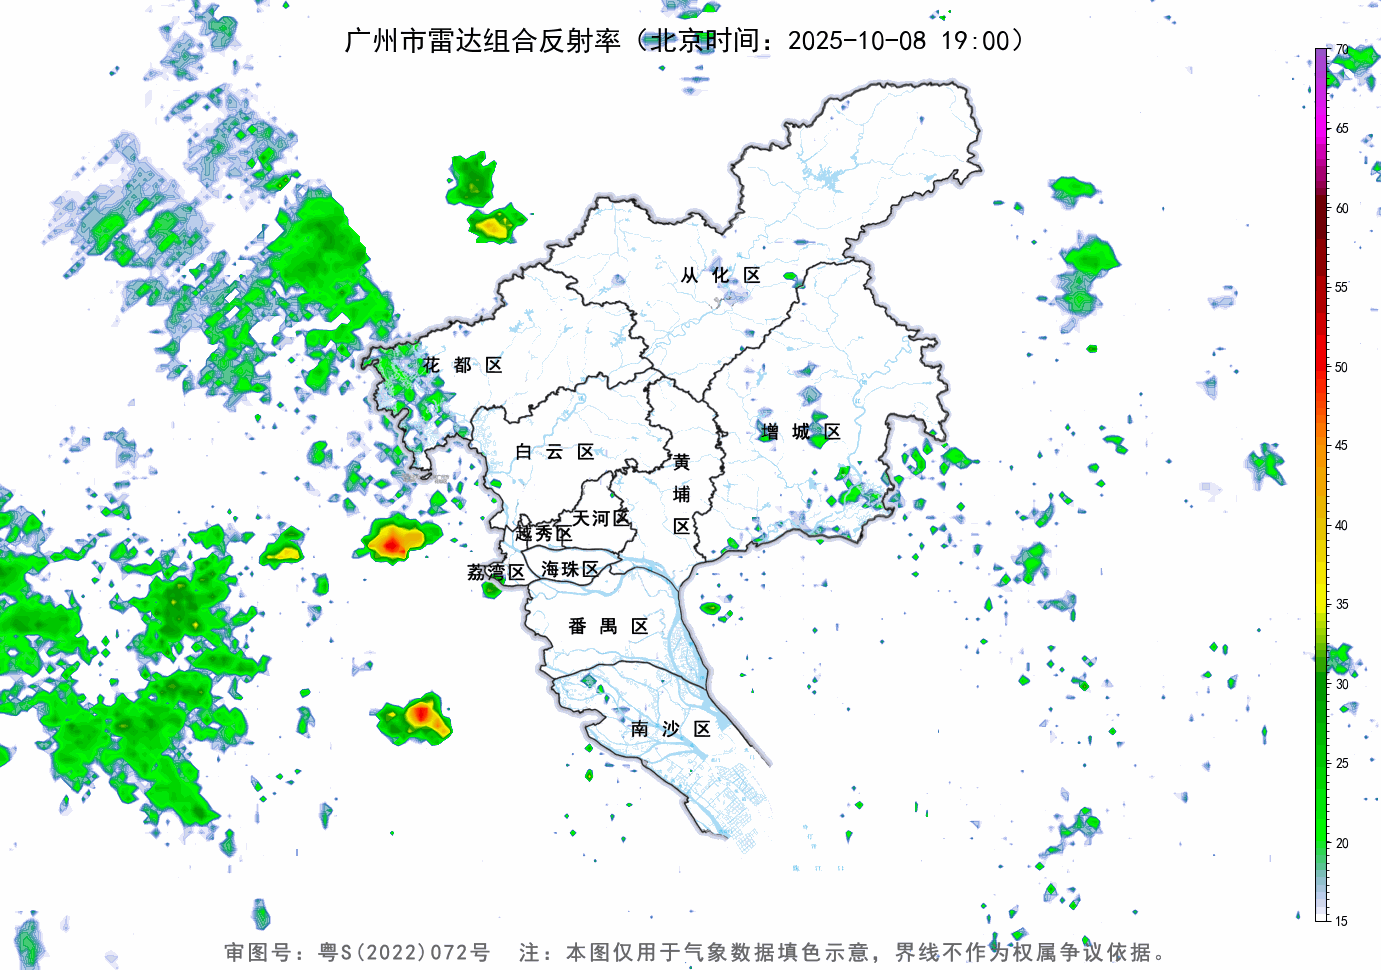 广州市雷达组合反射率（北京时间：2025-10-08 19:00）
70
65
60
55
50
45
40
35
30
25
20
15
从化区
花都区
增城区
白云区
黄埔区
天河区
越秀区
荔湾区
海珠区
番禺区
南沙区
审图号：粤S(2022)072号 注：本图仅用于气象数据填色示意，界线不作为权属争议依据。